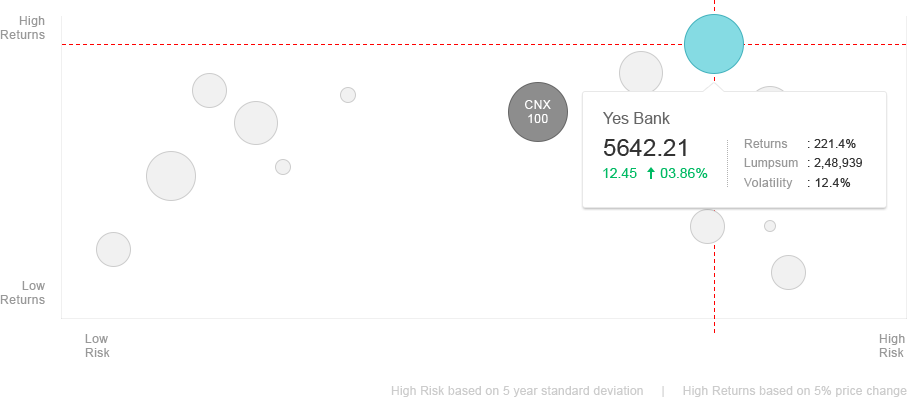 High
Returns
CNX
100
Yes Bank
5642.21
12.45 ↑ 03.86%
Returns : 221.4%
Lumpsum : 2,48,939
Volatility : 12.4%
Low
Returns
Low
Risk
High
Risk
High Risk based on 5 year standard deviation | High Returns based on 5% price change